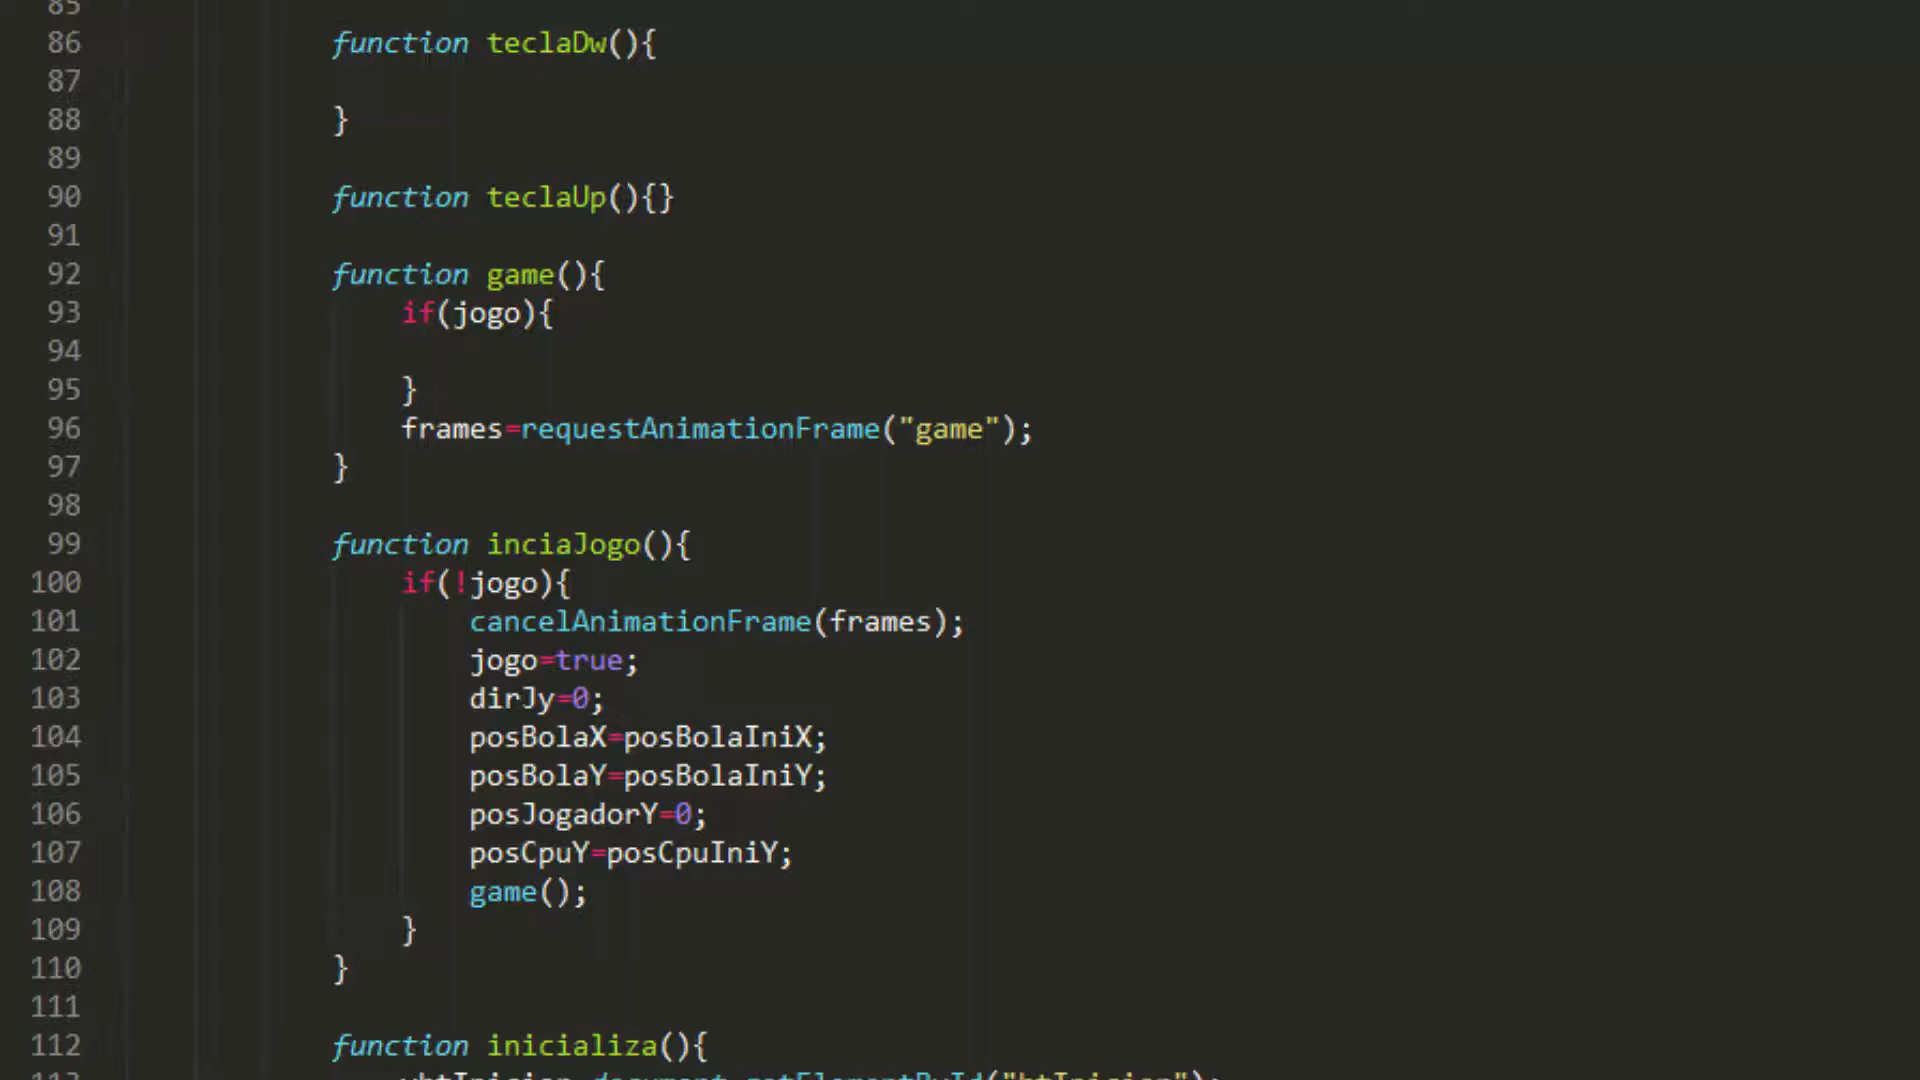 85
86 function teclaDw(){
87
88 }
89
90 function teclaUp(){}
91
92 function game(){
93 if(jogo){
94
95 }
96 frames=requestAnimationFrame("game");
97 }
98
99 function inciaJogo(){
100 if(!jogo){
101 cancelAnimationFrame(frames);
102 jogo=true;
103 dirJy=0;
104 posBolaX=posBolaIniX;
105 posBolaY=posBolaIniY;
106 posJogadorY=0;
107 posCpuY=posCpuIniY;
108 game();
109 }
110 }
111
112 function inicializa(){